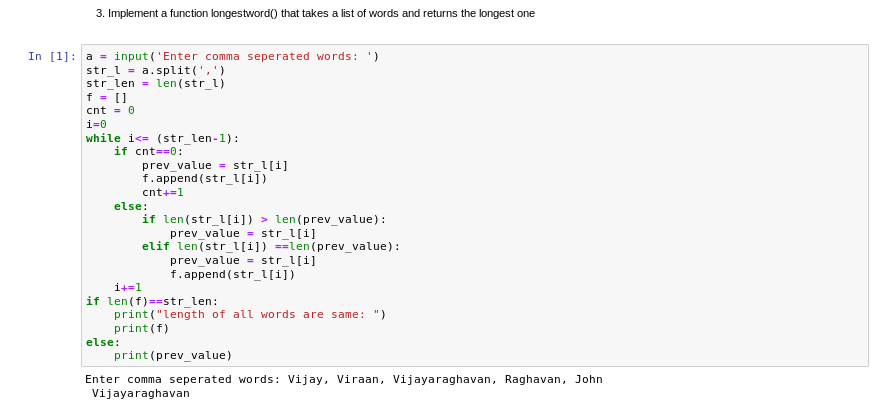 3. Implement a function longestword() that takes a list of words and returns the longest one
In [1]: a = input('Enter comma seperated words: ')
str_l = a.split(',')
str_len = len(str_l)
f = []
cnt = 0
i=0
while i<= (str_len-1):
    if cnt==0:
        prev_value = str_l[i]
        f.append(str_l[i])
        cnt+=1
    else:
        if len(str_l[i]) > len(prev_value):
            prev_value = str_l[i]
        elif len(str_l[i]) ==len(prev_value):
            prev_value = str_l[i]
            f.append(str_l[i])
    i+=1
if len(f)==str_len:
    print("length of all words are same: ")
    print(f)
else:
    print(prev_value)
Enter comma seperated words: Vijay, Viraan, Vijayaraghavan, Raghavan, John
 Vijayaraghavan